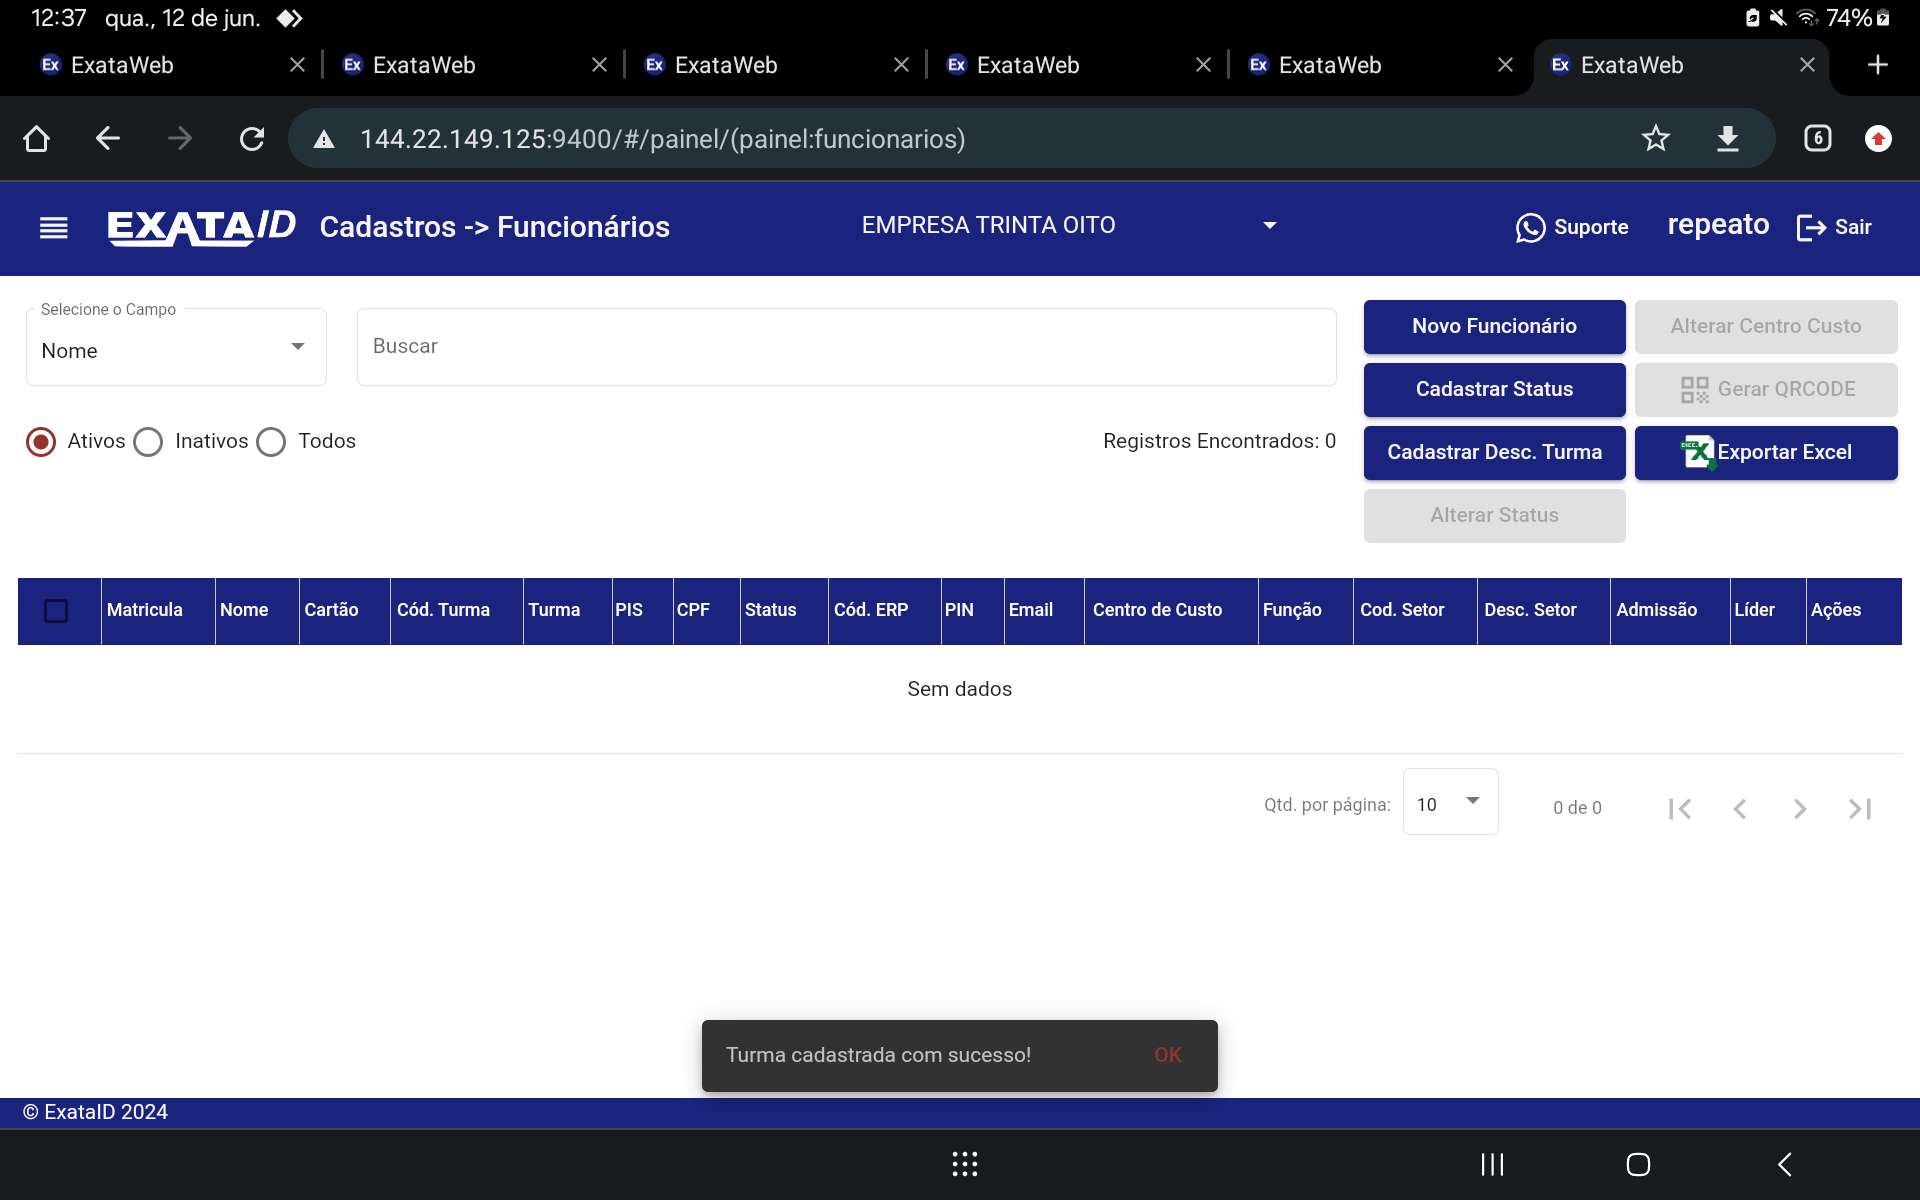 12:37 qua., 12 de jun. 74%
Ex ExataWeb Ex ExataWeb Ex ExataWeb Ex ExataWeb Ex ExataWeb Ex ExataWeb
144.22.149.125:9400/#/painel/(painel:funcionarios) 6
EXATAID Cadastros -> Funcionários EMPRESA TRINTA OITO Suporte repeato Sair
Selecione o Campo
Nome
Buscar
Novo Funcionário Alterar Centro Custo
Cadastrar Status Gerar QRCODE
Ativos Inativos Todos Registros Encontrados: 0
Cadastrar Desc. Turma Exportar Excel
Alterar Status
Matricula Nome Cartão Cód. Turma Turma PIS CPF Status Cód. ERP PIN Email Centro de Custo Função Cod. Setor Desc. Setor Admissão Líder Ações
Sem dados
Qtd. por página: 10 0 de 0
Turma cadastrada com sucesso! OK
© ExataID 2024